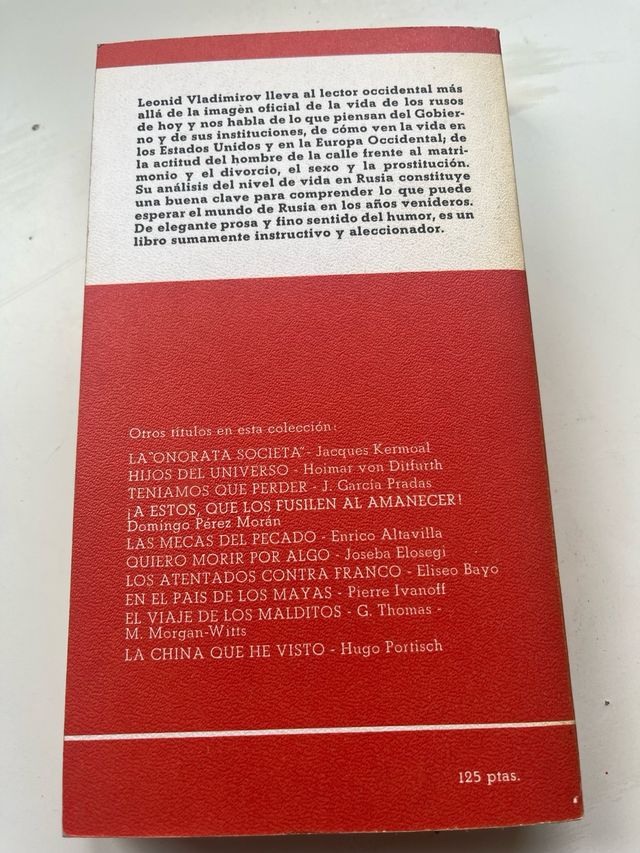 Leonid Vladimirov lleva al lector occidental más
allá de la imagèn oficial de la vida de los rusos
de hoy y nos habla de lo que piensan del Gobier-
no y de sus instituciones, de cómo ven la vida en
los Estados Unidos y en la Europa Occidental; de
la actitud del hombre de la calle frente al matri-
monio y el divorcio, el sexo y la prostitución.
Su análisis del nivel de vida en Rusia constituye
una buena clave para comprender lo que puede
esperar el mundo de Rusia en los años venideros.
De elegante prosa y fino sentido del humor, es un
libro sumamente instructivo y aleccionador.
Otros títulos en esta colección:
LA "ONORATA SOCIETA" - Jacques Kermoal
HIJOS DEL UNIVERSO - Hoimar von Ditfurth
TENIAMOS QUE PERDER - J. García Pradas
¡A ESTOS, QUE LOS FUSILEN AL AMANECER!
Domingo Pérez Morán
LAS MECAS DEL PECADO - Enrico Altavilla
QUIERO MORIR POR ALGO - Joseba Elosegi
LOS ATENTADOS CONTRA FRANCO - Eliseo Bayo
EN EL PAIS DE LOS MAYAS - Pierre Ivanoff
EL VIAJE DE LOS MALDITOS - G. Thomas -
M. Morgan-Witts
LA CHINA QUE HE VISTO - Hugo Portisch
125 ptas.